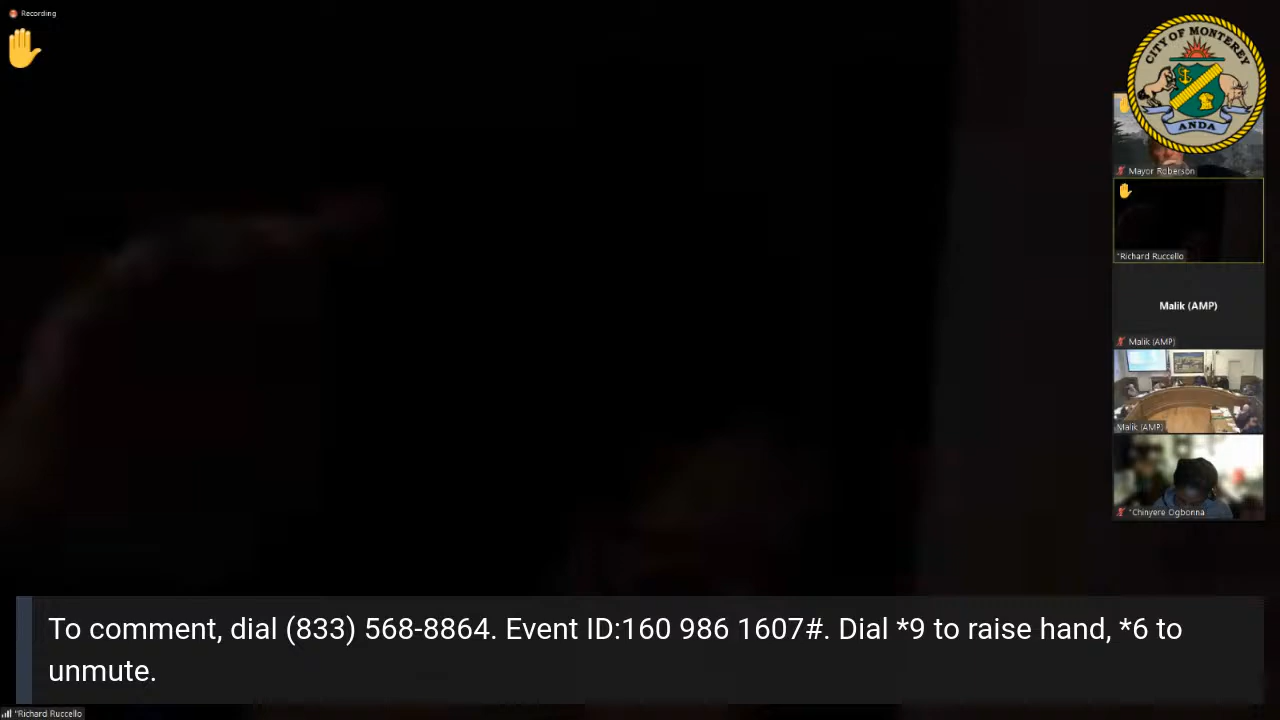 Recording
CITY OF MONTEREY
ANDA
Mayor Roberson
*Richard Ruccello
Malik (AMP)
Malik (AMP)
Malik (AMP)
*Chinyere Ogbonna
To comment, dial (833) 568-8864. Event ID:160 986 1607#. Dial *9 to raise hand, *6 to
unmute.
*Richard Ruccello